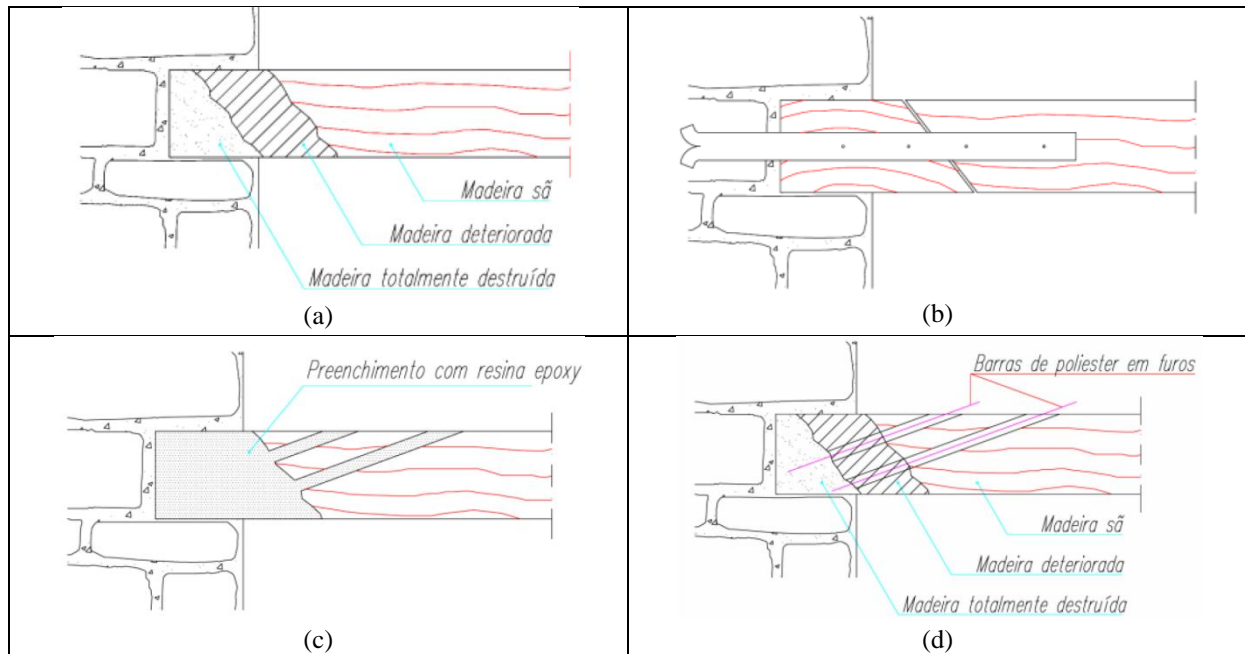 Madeira sã
Madeira deteriorada
Madeira totalmente destruída
(a)
(b)
Preenchimento com resina epoxy
(c)
Barras de poliester em furos
Madeira sã
Madeira deteriorada
Madeira totalmente destruída
(d)